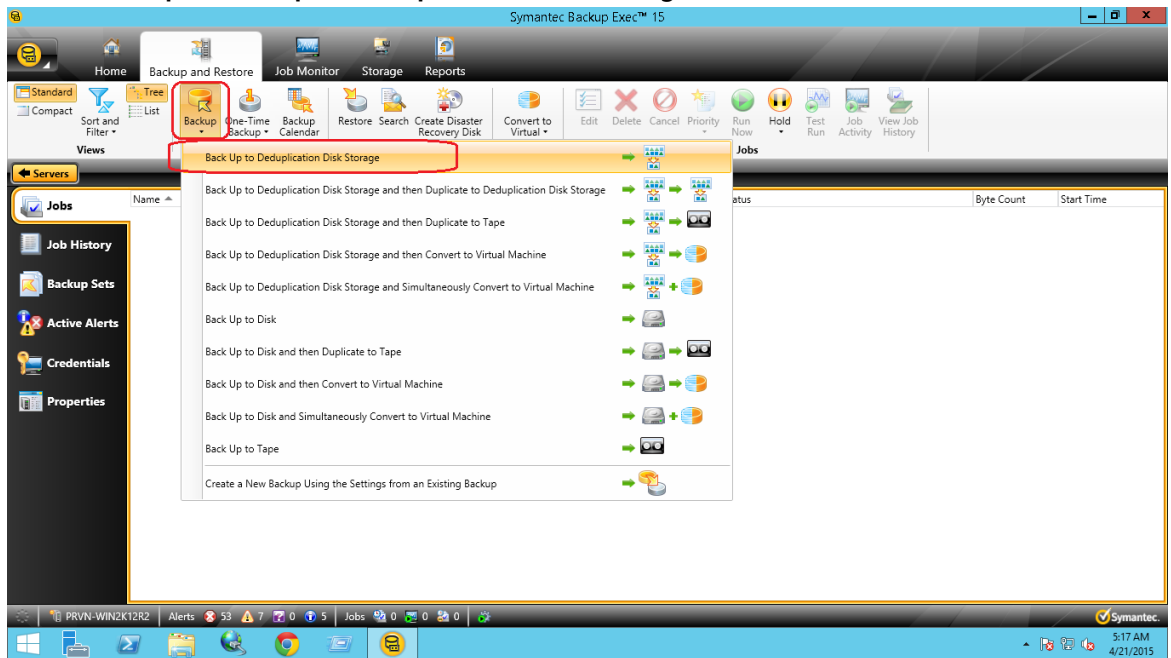 Symantec Backup Exec™ 15
Home Backup and Restore Job Monitor Storage Reports
Standard
Compact
Sort and Filter
Tree
List
Views
Backup
One-Time Backup
Backup Calendar
Restore
Search
Create Disaster Recovery Disk
Convert to Virtual
Edit
Delete
Cancel
Priority
Run Now
Hold
Test Run
Job Activity
View Job History
Jobs
Back Up to Deduplication Disk Storage
Servers
Back Up to Deduplication Disk Storage and then Duplicate to Deduplication Disk Storage
Jobs
Name
atus
Byte Count
Start Time
Back Up to Deduplication Disk Storage and then Duplicate to Tape
Job History
Back Up to Deduplication Disk Storage and then Convert to Virtual Machine
Backup Sets
Back Up to Deduplication Disk Storage and Simultaneously Convert to Virtual Machine
Active Alerts
Back Up to Disk
Back Up to Disk and then Duplicate to Tape
Credentials
Back Up to Disk and then Convert to Virtual Machine
Properties
Back Up to Disk and Simultaneously Convert to Virtual Machine
Back Up to Tape
Create a New Backup Using the Settings from an Existing Backup
PRVN-WIN2K12R2 Alerts 53 7 0 5 Jobs 0 0 0
Symantec.
5:17 AM
4/21/2015